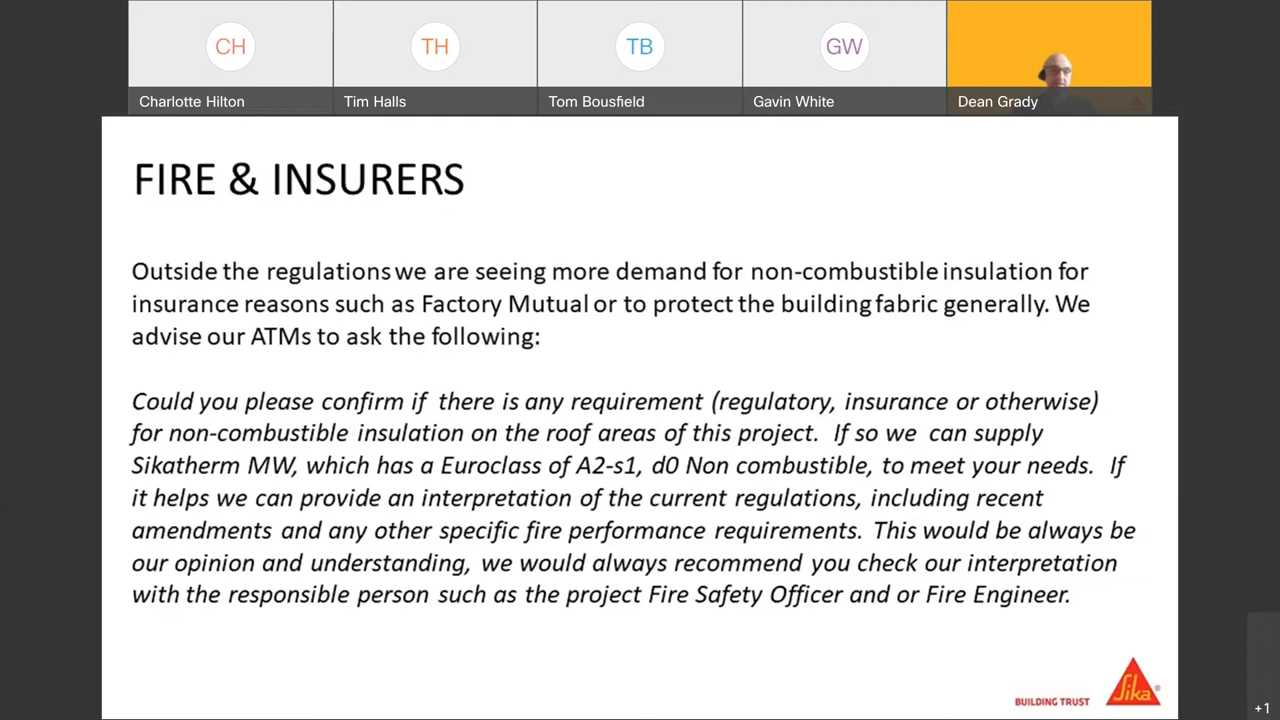 CH
TH
TB
GW
Charlotte Hilton
Tim Halls
Tom Bousfield
Gavin White
Dean Grady
FIRE & INSURERS
Outside the regulations we are seeing more demand for non-combustible insulation for
insurance reasons such as Factory Mutual or to protect the building fabric generally. We
advise our ATMs to ask the following:
Could you please confirm if there is any requirement (regulatory, insurance or otherwise)
for non-combustible insulation on the roof areas of this project. If so we can supply
Sikatherm MW, which has a Euroclass of A2-s1, d0 Non combustible, to meet your needs. If
it helps we can provide an interpretation of the current regulations, including recent
amendments and any other specific fire performance requirements. This would be always be
our opinion and understanding, we would always recommend you check our interpretation
with the responsible person such as the project Fire Safety Officer and or Fire Engineer.
BUILDING TRUST
Sika®
+1